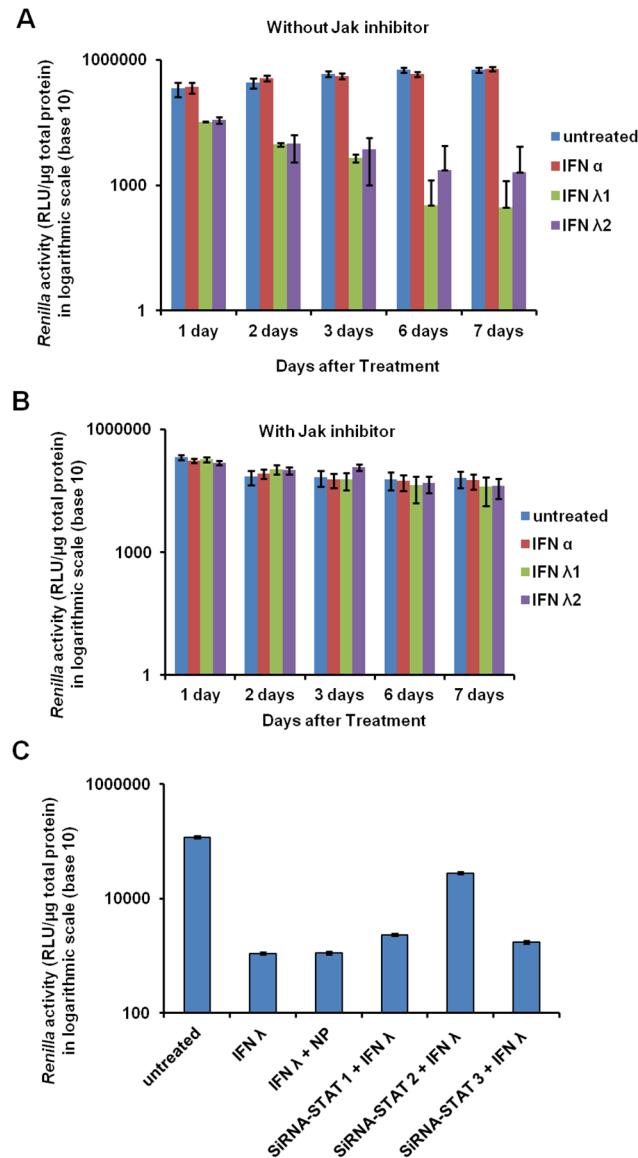 A
Without Jak inhibitor
Renilla activity (RLU/µg total protein)
in logarithmic scale (base 10)
1000000
1000
1
untreated
IFN α
IFN λ1
IFN λ2
1 day 2 days 3 days 6 days 7 days
Days after Treatment
B
With Jak inhibitor
Renilla activity (RLU/µg total protein)
in logarithmic scale (base 10)
1000000
1000
1
untreated
IFN α
IFN λ1
IFN λ2
1 day 2 days 3 days 6 days 7 days
Days after Treatment
C
Renilla activity (RLU/µg total protein)
in logarithmic scale (base 10)
1000000
10000
100
untreated
IFN λ
IFN λ + NP
SiRNA-STAT 1 + IFN λ
SiRNA-STAT 2 + IFN λ
SiRNA-STAT 3 + IFN λ